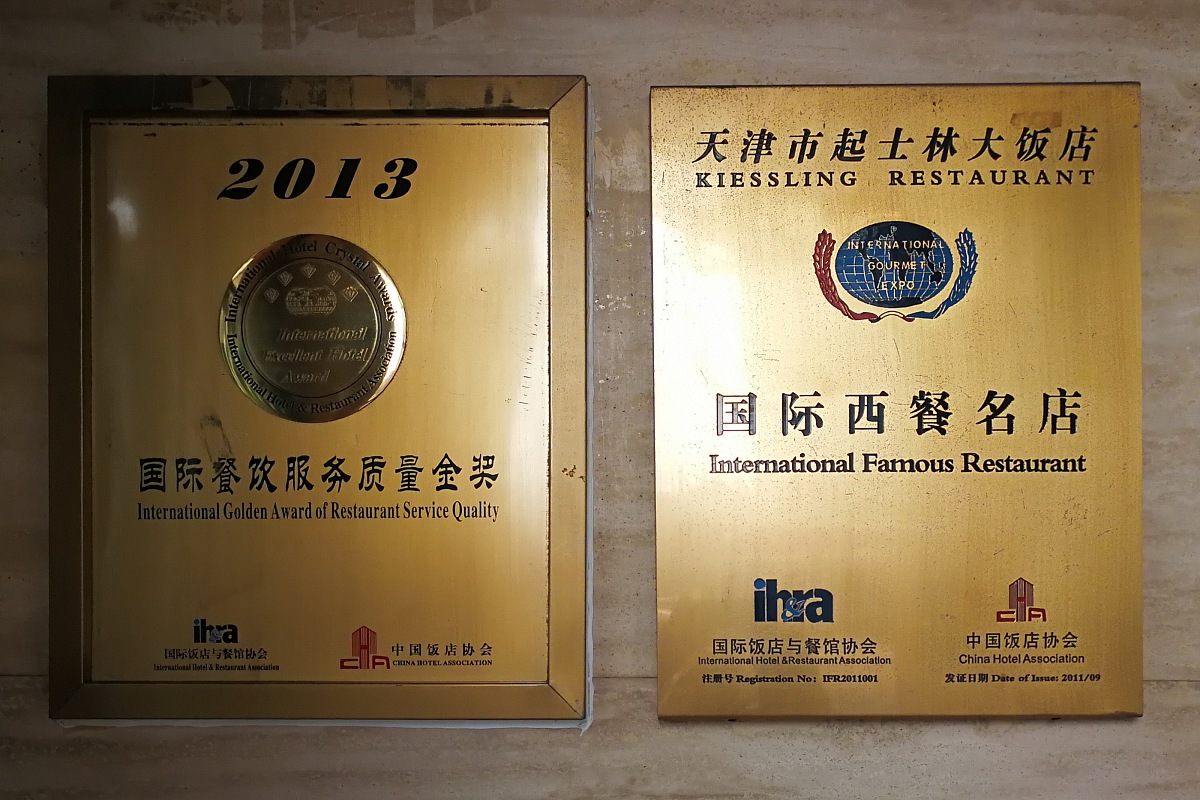 2013
International Hotel Crystal Awards
International
Excellent Hotel
Award
International Hotel & Restaurant Association
国际餐饮服务质量金奖
International Golden Award of Restaurant Service Quality
ih&ra
国际饭店与餐馆协会
International Hotel & Restaurant Association
CHA
中国饭店协会
CHINA HOTEL ASSOCIATION
天津市起士林大饭店
KIESSLING RESTAURANT
INTERNATIONAL
GOURMET
EXPO
国际西餐名店
International Famous Restaurant
ih&ra
国际饭店与餐馆协会
International Hotel &Restaurant Association
注册号 Registration No: IFR2011001
CHA
中国饭店协会
China Hotel Association
发证日期 Date of Issue: 2011/09